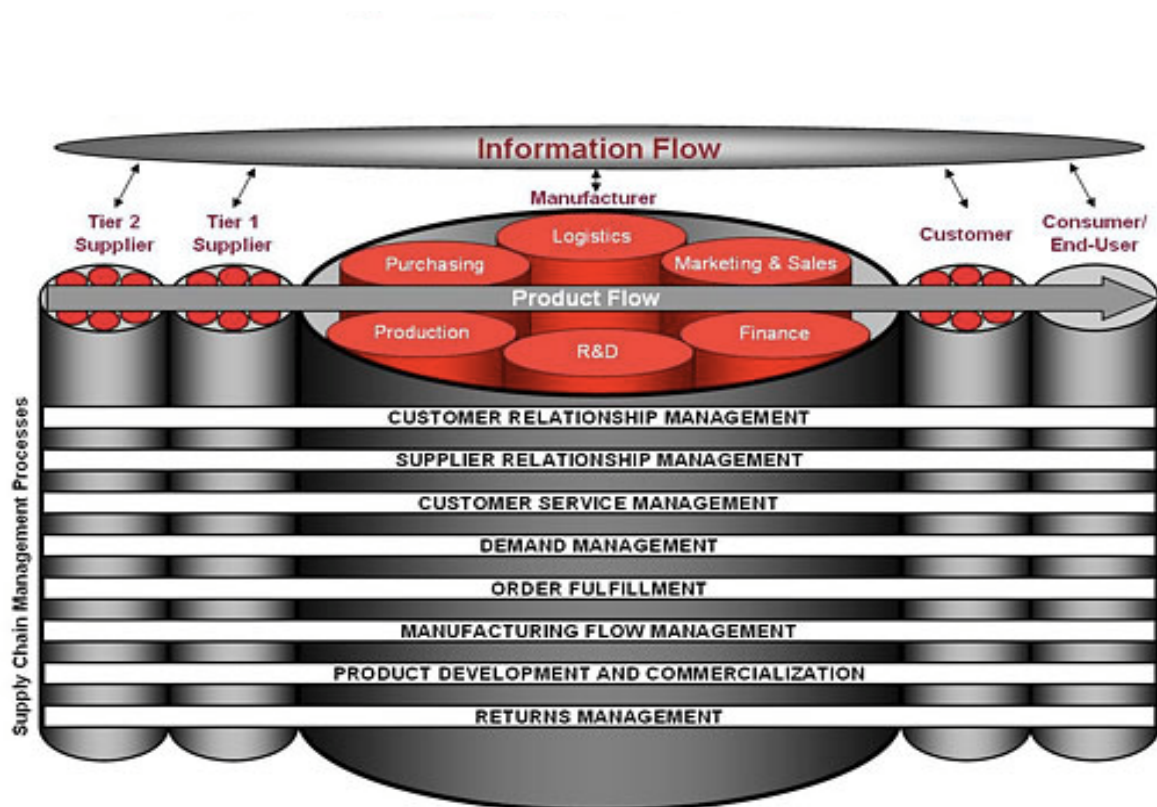 Information Flow
Tier 2
Supplier
Tier 1
Supplier
Manufacturer
Customer
Consumer/
End-User
Logistics
Purchasing
Marketing & Sales
Product Flow
Production
R&D
Finance
Supply Chain Management Processes
CUSTOMER RELATIONSHIP MANAGEMENT
SUPPLIER RELATIONSHIP MANAGEMENT
CUSTOMER SERVICE MANAGEMENT
DEMAND MANAGEMENT
ORDER FULFILLMENT
MANUFACTURING FLOW MANAGEMENT
PRODUCT DEVELOPMENT AND COMMERCIALIZATION
RETURNS MANAGEMENT